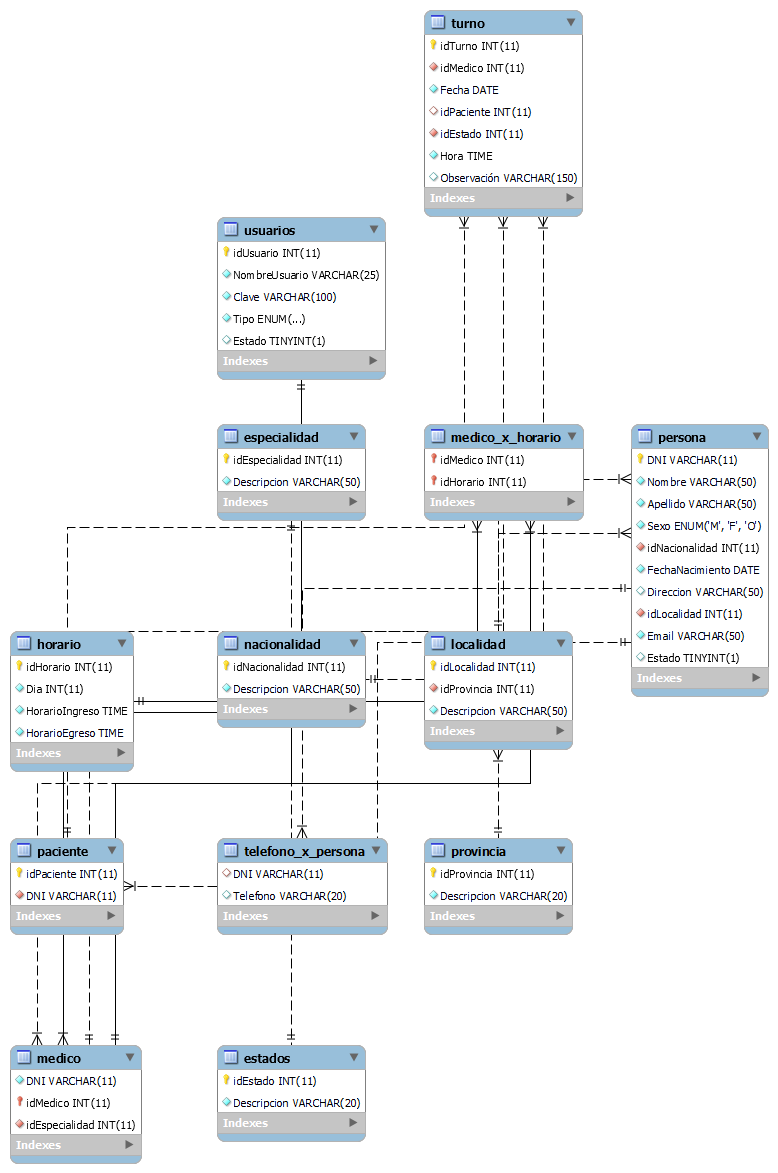 turno
idTurno INT(11)
idMedico INT(11)
Fecha DATE
idPaciente INT(11)
idEstado INT(11)
Hora TIME
Observación VARCHAR(150)
Indexes
usuarios
idUsuario INT(11)
NombreUsuario VARCHAR(25)
Clave VARCHAR(100)
Tipo ENUM(...)
Estado TINYINT(1)
Indexes
especialidad
idEspecialidad INT(11)
Descripcion VARCHAR(50)
Indexes
medico_x_horario
idMedico INT(11)
idHorario INT(11)
Indexes
persona
DNI VARCHAR(11)
Nombre VARCHAR(50)
Apellido VARCHAR(50)
Sexo ENUM('M', 'F', 'O')
idNacionalidad INT(11)
FechaNacimiento DATE
Direccion VARCHAR(50)
idLocalidad INT(11)
Email VARCHAR(50)
Estado TINYINT(1)
Indexes
horario
idHorario INT(11)
Dia INT(11)
HorarioIngreso TIME
HorarioEgreso TIME
Indexes
nacionalidad
idNacionalidad INT(11)
Descripcion VARCHAR(50)
Indexes
localidad
idLocalidad INT(11)
idProvincia INT(11)
Descripcion VARCHAR(50)
Indexes
paciente
idPaciente INT(11)
DNI VARCHAR(11)
Indexes
telefono_x_persona
DNI VARCHAR(11)
Telefono VARCHAR(20)
Indexes
provincia
idProvincia INT(11)
Descripcion VARCHAR(20)
Indexes
medico
DNI VARCHAR(11)
idMedico INT(11)
idEspecialidad INT(11)
Indexes
estados
idEstado INT(11)
Descripcion VARCHAR(20)
Indexes